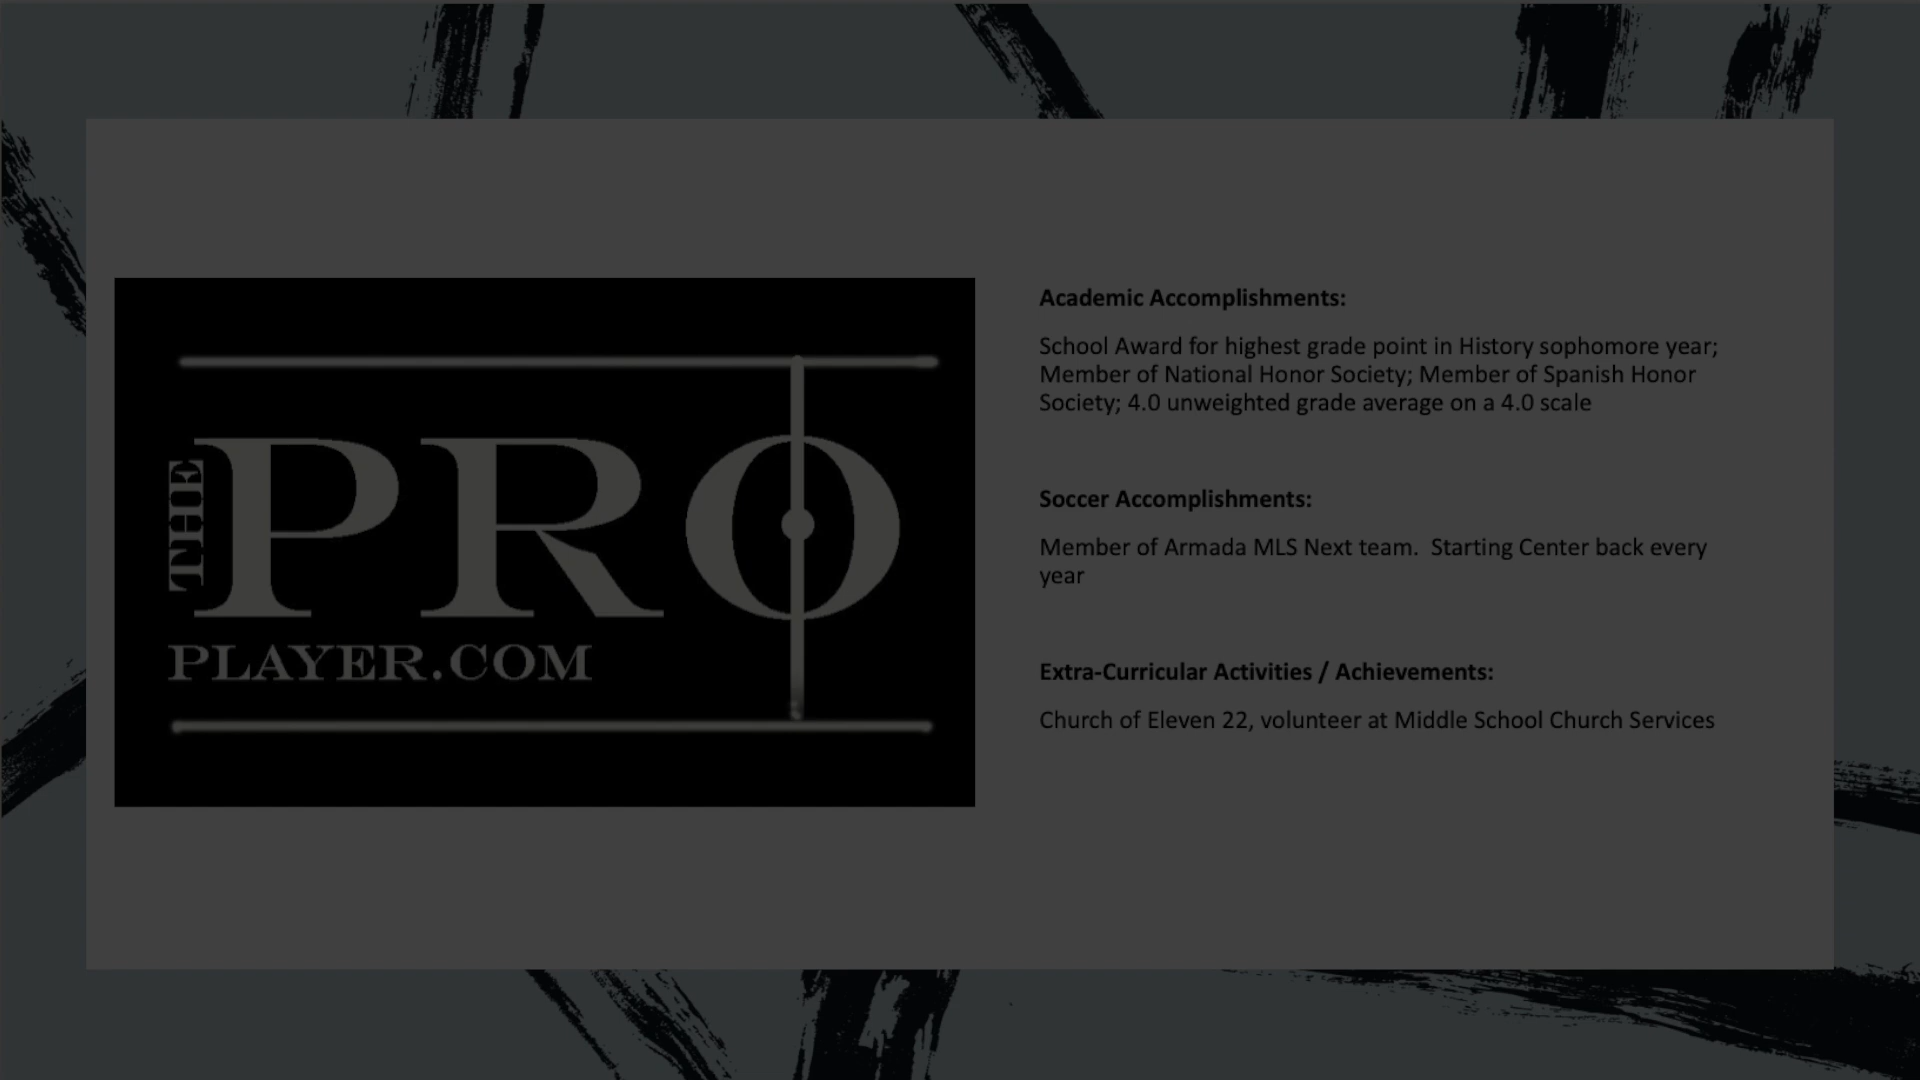 THE
PRO
PLAYER.COM
Academic Accomplishments:
School Award for highest grade point in History sophomore year;
Member of National Honor Society; Member of Spanish Honor
Society; 4.0 unweighted grade average on a 4.0 scale
Soccer Accomplishments:
Member of Armada MLS Next team.  Starting Center back every
year
Extra-Curricular Activities / Achievements:
Church of Eleven 22, volunteer at Middle School Church Services